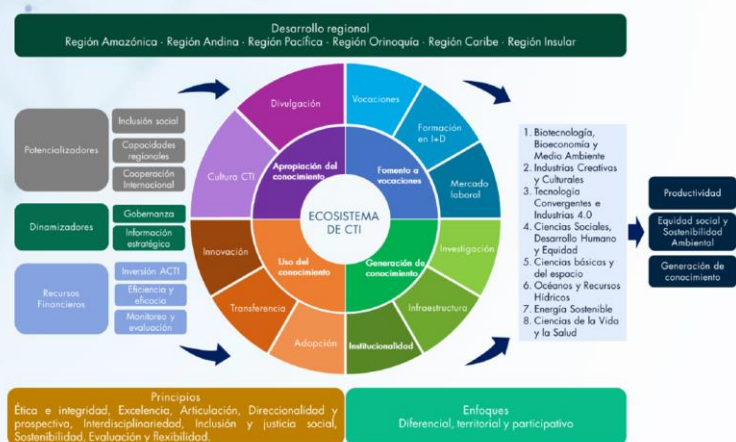 Desarrollo regional
Región Amazónica · Región Andina · Región Pacífica · Región Orinoquía · Región Caribe · Región Insular
Potencializadores
Inclusión social
Capacidades
regionales
Cooperación
Internacional
Dinamizadores
Gobernanza
Información
estratégica
Recursos
Financieros
Inversión ACTI
Eficiencia y
eficacia
Monitoreo y
evaluación
ECOSISTEMA
DE CTI
Apropiación del
conocimiento
Cultura CTI
Divulgación
Fomento a
vocaciones
Vocaciones
Formación
en I+D
Mercado
laboral
Generación de
conocimiento
Investigación
Infraestructura
Institucionalidad
Uso del
conocimiento
Adopción
Transferencia
Innovación
1. Biotecnología,
Bioeconomía y
Medio Ambiente
2. Industrias Creativas
y Culturales
3. Tecnología
Convergentes e
Industrias 4.0
4. Ciencias Sociales,
Desarrollo Humano
y Equidad
5. Ciencias básicas y
del espacio
6. Océanos y Recursos
Hídricos
7. Energía Sostenible
8. Ciencias de la Vida
y la Salud
Productividad
Equidad social y
Sostenibilidad
Ambiental
Generación de
conocimiento
Principios
Ética e integridad, Excelencia, Articulación, Direccionalidad y
prospectiva, Interdisciplinariedad, Inclusión y justicia social,
Sostenibilidad, Evaluación y flexibilidad.
Enfoques
Diferencial, territorial y participativo